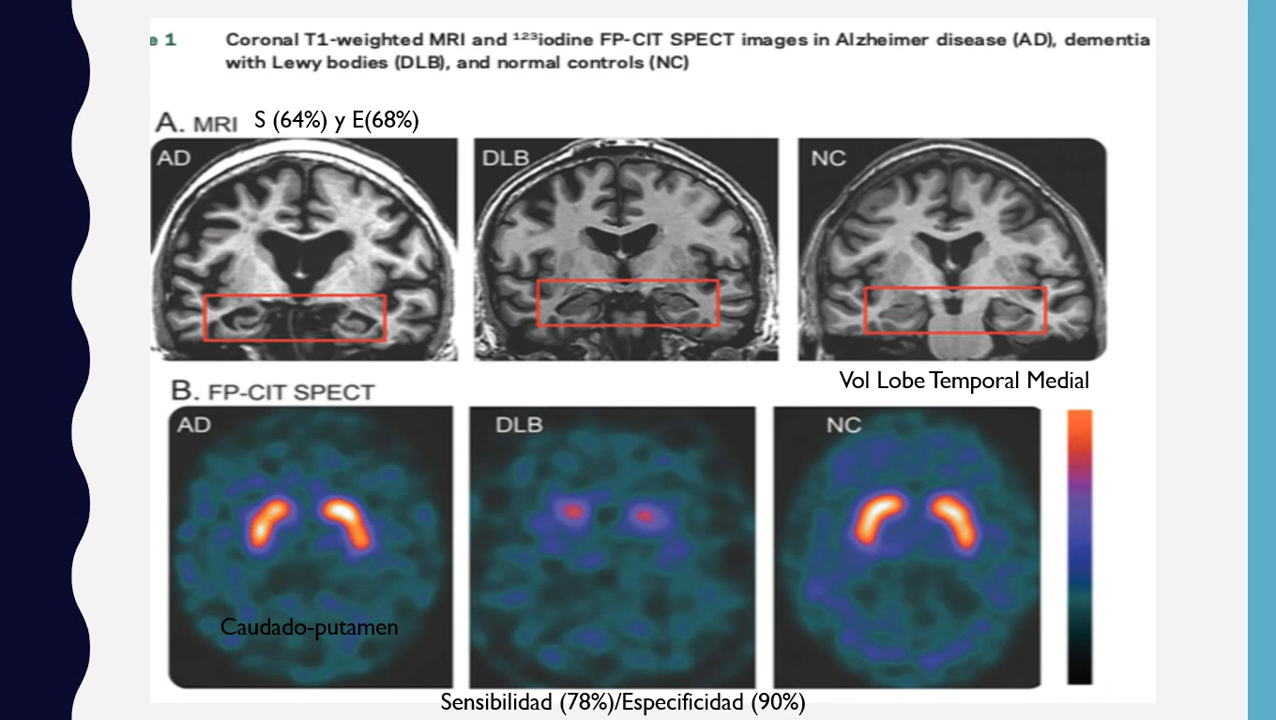 e 1 Coronal T1-weighted MRI and ¹²³iodine FP-CIT SPECT images in Alzheimer disease (AD), dementia
with Lewy bodies (DLB), and normal controls (NC)
A. MRI S (64%) y E(68%)
AD DLB NC
Vol Lobe Temporal Medial
B. FP-CIT SPECT
AD DLB NC
Caudado-putamen
Sensibilidad (78%)/Especificidad (90%)